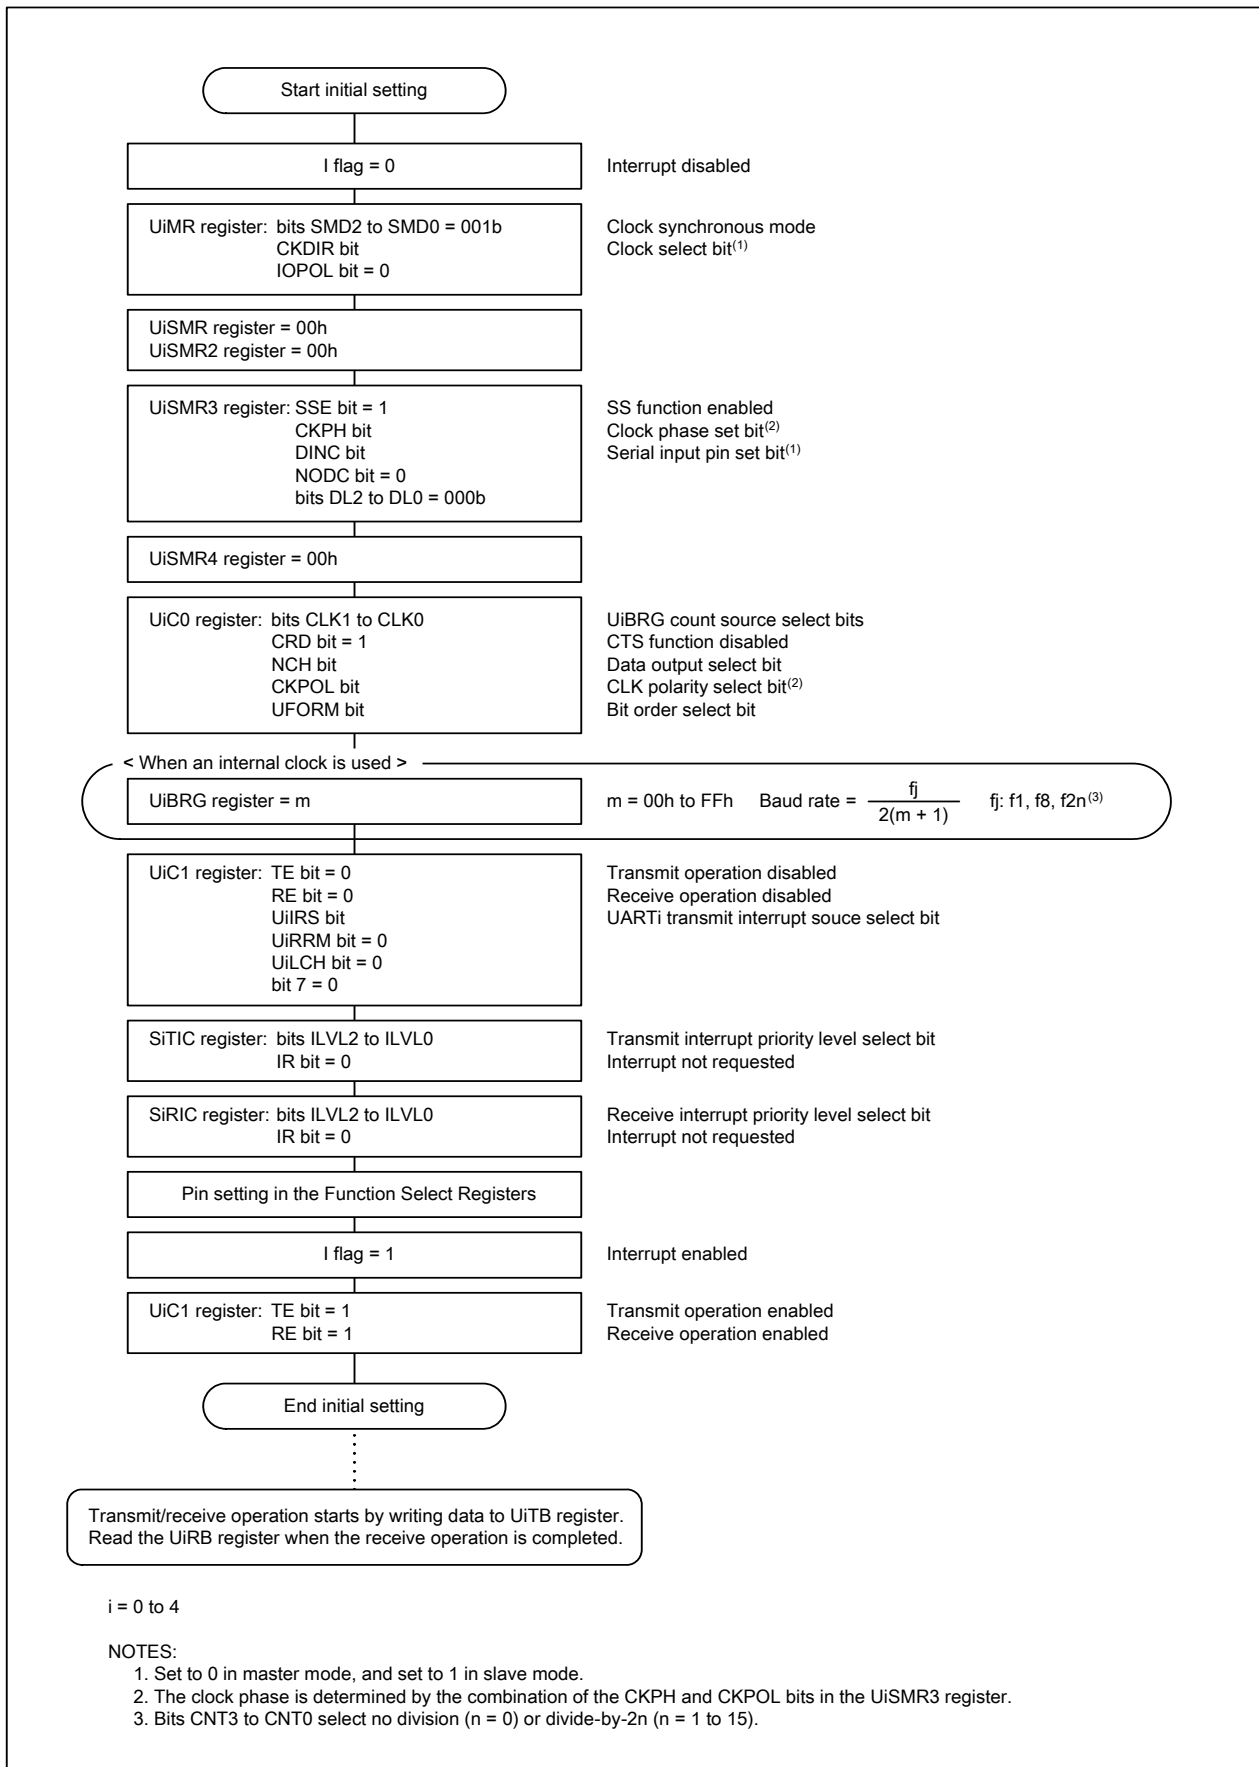 Start initial setting
I flag = 0 Interrupt disabled
UiMR register: bits SMD2 to SMD0 = 001b Clock synchronous mode
CKDIR bit Clock select bit(1)
IOPOL bit = 0
UiSMR register = 00h
UiSMR2 register = 00h
UiSMR3 register: SSE bit = 1 SS function enabled
CKPH bit Clock phase set bit(2)
DINC bit Serial input pin set bit(1)
NODC bit = 0
bits DL2 to DL0 = 000b
UiSMR4 register = 00h
UiC0 register: bits CLK1 to CLK0 UiBRG count source select bits
CRD bit = 1 CTS function disabled
NCH bit Data output select bit
CKPOL bit CLK polarity select bit(2)
UFORM bit Bit order select bit
< When an internal clock is used >
UiBRG register = m m = 00h to FFh Baud rate = fj / 2(m + 1) fj: f1, f8, f2n(3)
UiC1 register: TE bit = 0 Transmit operation disabled
RE bit = 0 Receive operation disabled
UiIRS bit UARTi transmit interrupt souce select bit
UiRRM bit = 0
UiLCH bit = 0
bit 7 = 0
SiTIC register: bits ILVL2 to ILVL0 Transmit interrupt priority level select bit
IR bit = 0 Interrupt not requested
SiRIC register: bits ILVL2 to ILVL0 Receive interrupt priority level select bit
IR bit = 0 Interrupt not requested
Pin setting in the Function Select Registers
I flag = 1 Interrupt enabled
UiC1 register: TE bit = 1 Transmit operation enabled
RE bit = 1 Receive operation enabled
End initial setting
Transmit/receive operation starts by writing data to UiTB register.
Read the UiRB register when the receive operation is completed.
i = 0 to 4
NOTES:
1. Set to 0 in master mode, and set to 1 in slave mode.
2. The clock phase is determined by the combination of the CKPH and CKPOL bits in the UiSMR3 register.
3. Bits CNT3 to CNT0 select no division (n = 0) or divide-by-2n (n = 1 to 15).